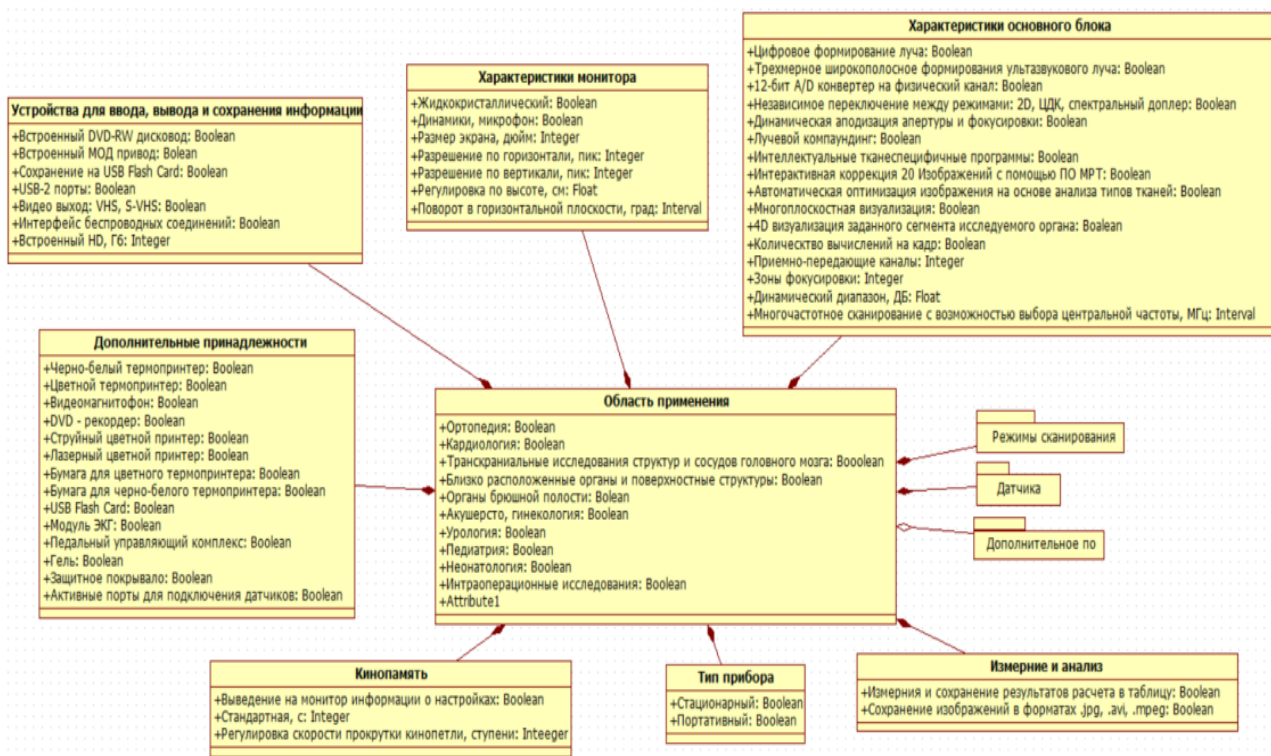 Характеристики основного блока
+Цифровое формирование луча: Boolean
+Трехмерное широкополосное формирования ультазвукового луча: Boolean
+12-бит A/D конвертер на физический канал: Boolean
+Независимое переключение между режимами: 2D, ЦДК, спектральный доплер: Boolean
+Динамическая аподизация апертуры и фокусировки: Boolean
+Лучевой компаундинг: Boolean
+Интеллектуальные тканеспецифичные программы: Boolean
+Интерактивная коррекция 20 Изображений с помощью ПО МРТ: Boolean
+Автоматическая оптимизация изображения на основе анализа типов тканей: Boolean
+Многоплоскостная визуализация: Boolean
+4D визуализация заданного сегмента исследуемого органа: Boalean
+Количество вычислений на кадр: Boolean
+Приемно-передающие каналы: Integer
+Зоны фокусировки: Integer
+Динамический диапазон, ДБ: Float
+Многочастотное сканирование с возможностью выбора центральной частоты, МГц: Interval
Характеристики монитора
+Жидкокристаллический: Boolean
+Динамики, микрофон: Boolean
+Размер экрана, дюйм: Integer
+Разрешение по горизонтали, пик: Integer
+Разрешение по вертикали, пик: Integer
+Регулировка по высоте, см: Float
+Поворот в горизонтальной плоскости, град: Interval
Устройства для ввода, вывода и сохранения информации
+Встроенный DVD-RW дисковод: Boolean
+Встроенный МОД привод: Bolean
+Сохранение на USB Flash Card: Boolean
+USB-2 порты: Boolean
+Видео выход: VHS, S-VHS: Boolean
+Интерфейс беспроводных соединений: Boolean
+Встроенный HD, Гб: Integer
Дополнительные принадлежности
+Черно-белый термопринтер: Boolean
+Цветной термопринтер: Boolean
+Видеомагнитофон: Boolean
+DVD - рекордер: Boolean
+Струйный цветной принтер: Boolean
+Лазерный цветной принтер: Boolean
+Бумага для цветного термопринтера: Boolean
+Бумага для черно-белого термопринтера: Boolean
+USB Flash Card: Boolean
+Модуль ЭКГ: Boolean
+Педальный управляющий комплекс: Boolean
+Гель: Boolean
+Защитное покрывало: Boolean
+Активные порты для подключения датчиков: Boolean
Область применения
+Ортопедия: Boolean
+Кардиология: Boolean
+Транскраниальные исследования структур и сосудов головного мозга: Booolean
+Близко расположенные органы и поверхностные структуры: Boolean
+Органы брюшной полости: Bolean
+Акушерсто, гинекология: Boolean
+Урология: Boolean
+Педиатрия: Boolean
+Неонатология: Boolean
+Интраоперационные исследования: Boolean
+Attribute1
Режимы сканирования
Датчика
Дополнительное по
Кинопамять
+Выведение на монитор информации о настройках: Boolean
+Стандартная, с: Integer
+Регулировка скорости прокрутки кинопетли, ступени: Inteeger
Тип прибора
+Стационарный: Boolean
+Портативный: Boolean
Измерние и анализ
+Измерния и сохранение результатов расчета в таблицу: Boolean
+Сохранение изображений в форматах .jpg, .avi, .mpeg: Boolean